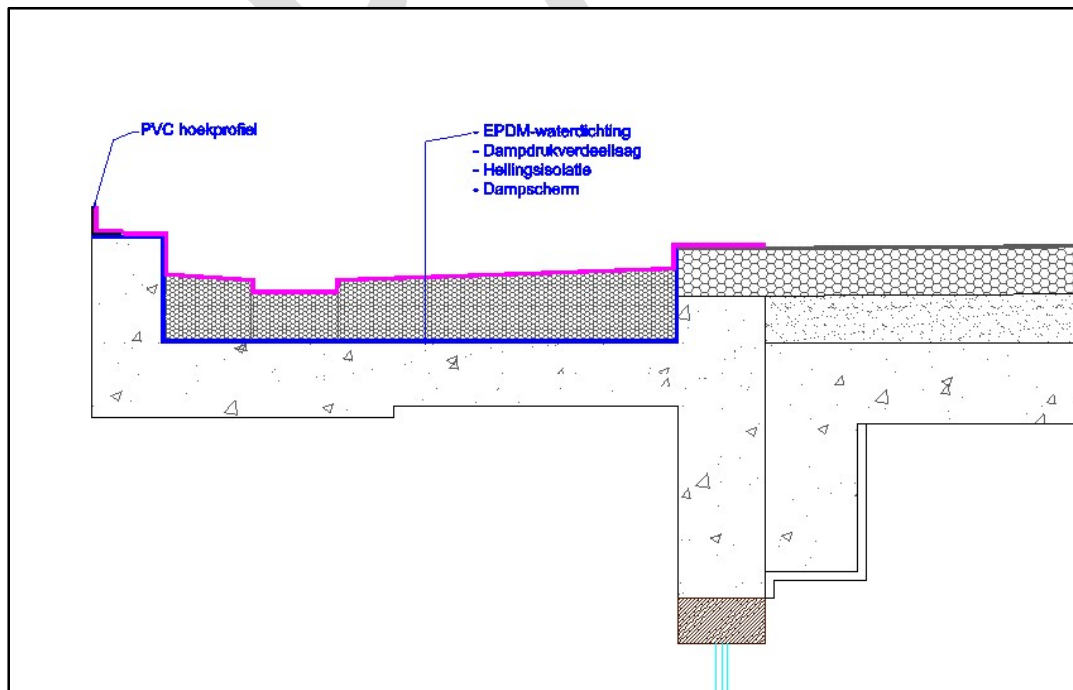 PVC hoekprofiel
- EPDM-waterdichting
- Dampdrukverdeellaag
- Hellingsisolatie
- Dampscherm